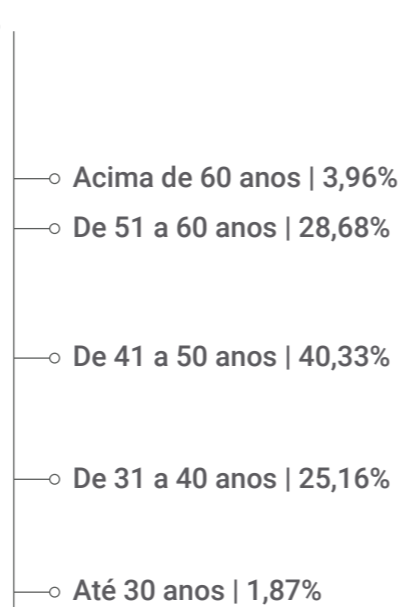 Acima de 60 anos | 3,96%
De 51 a 60 anos | 28,68%
De 41 a 50 anos | 40,33%
De 31 a 40 anos | 25,16%
Até 30 anos | 1,87%